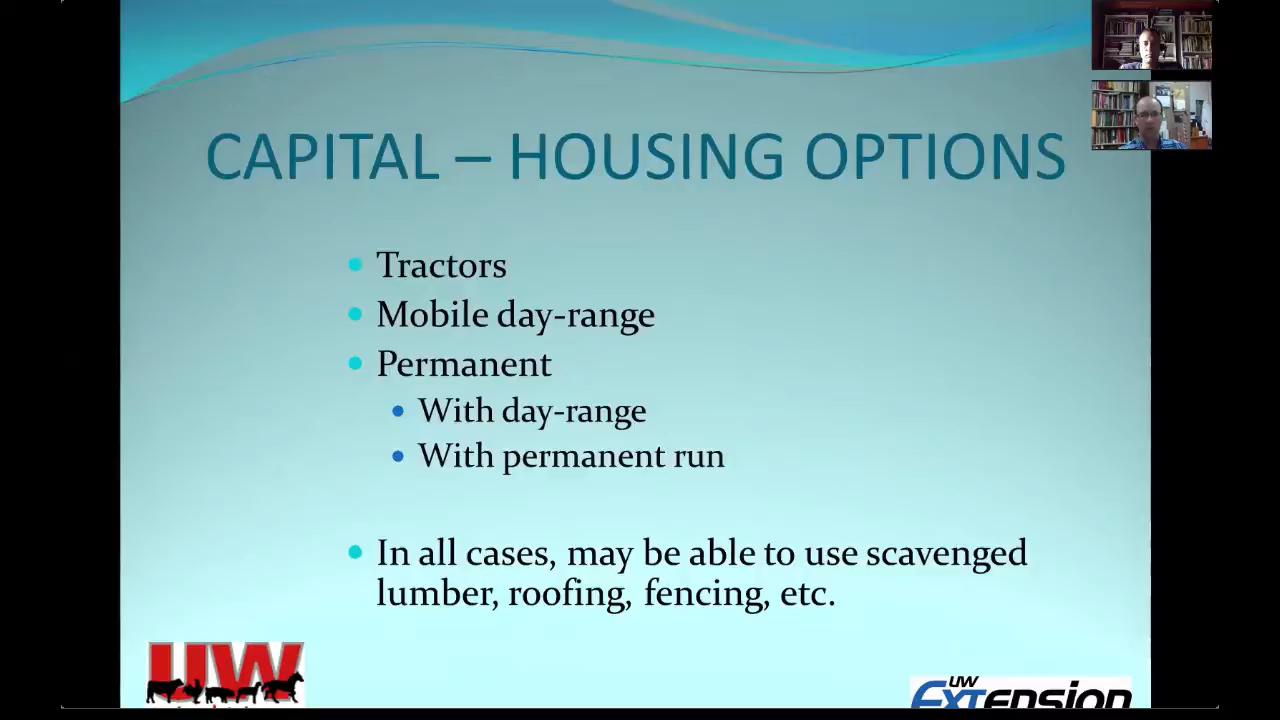 CAPITAL – HOUSING OPTIONS
Tractors
Mobile day-range
Permanent
With day-range
With permanent run
In all cases, may be able to use scavenged
lumber, roofing, fencing, etc.
UW
UW
Extension